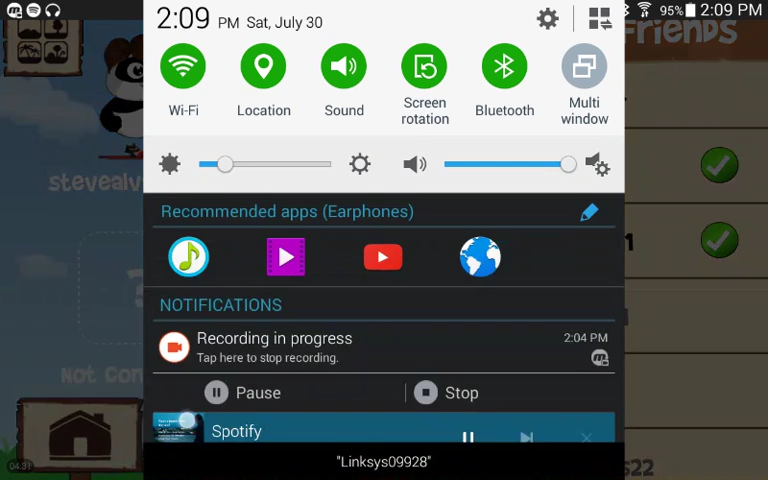 2:09 PM Sat, July 30
95% 2:09 PM
Friends
Wi-Fi
Location
Sound
Screen rotation
Bluetooth
Multi window
steveal
Recommended apps (Earphones)
1
NOTIFICATIONS
Recording in progress
2:04 PM
Tap here to stop recording.
Not Con
Pause
Stop
Spotify
"Linksys09928"
04:31
s22